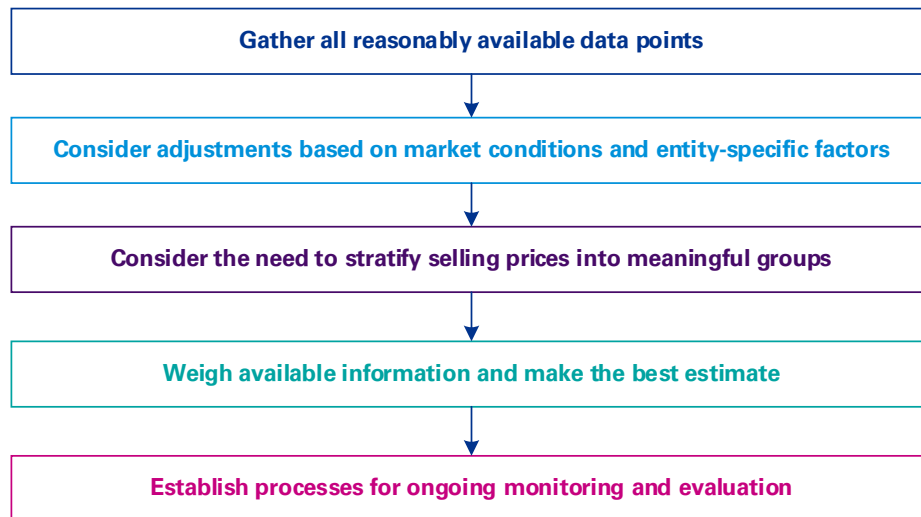 Gather all reasonably available data points
Consider adjustments based on market conditions and entity-specific factors
Consider the need to stratify selling prices into meaningful groups
Weigh available information and make the best estimate
Establish processes for ongoing monitoring and evaluation